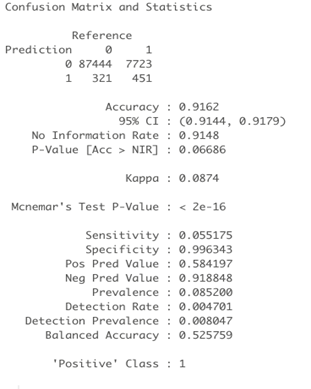 Confusion Matrix and Statistics
Reference
Prediction 0 1
0 87444 7723
1 321 451
Accuracy : 0.9162
95% CI : (0.9144, 0.9179)
No Information Rate : 0.9148
P-Value [Acc > NIR] : 0.06686
Kappa : 0.0874
Mcnemar's Test P-Value : < 2e-16
Sensitivity : 0.055175
Specificity : 0.996343
Pos Pred Value : 0.584197
Neg Pred Value : 0.918848
Prevalence : 0.085200
Detection Rate : 0.004701
Detection Prevalence : 0.008047
Balanced Accuracy : 0.525759
'Positive' Class : 1